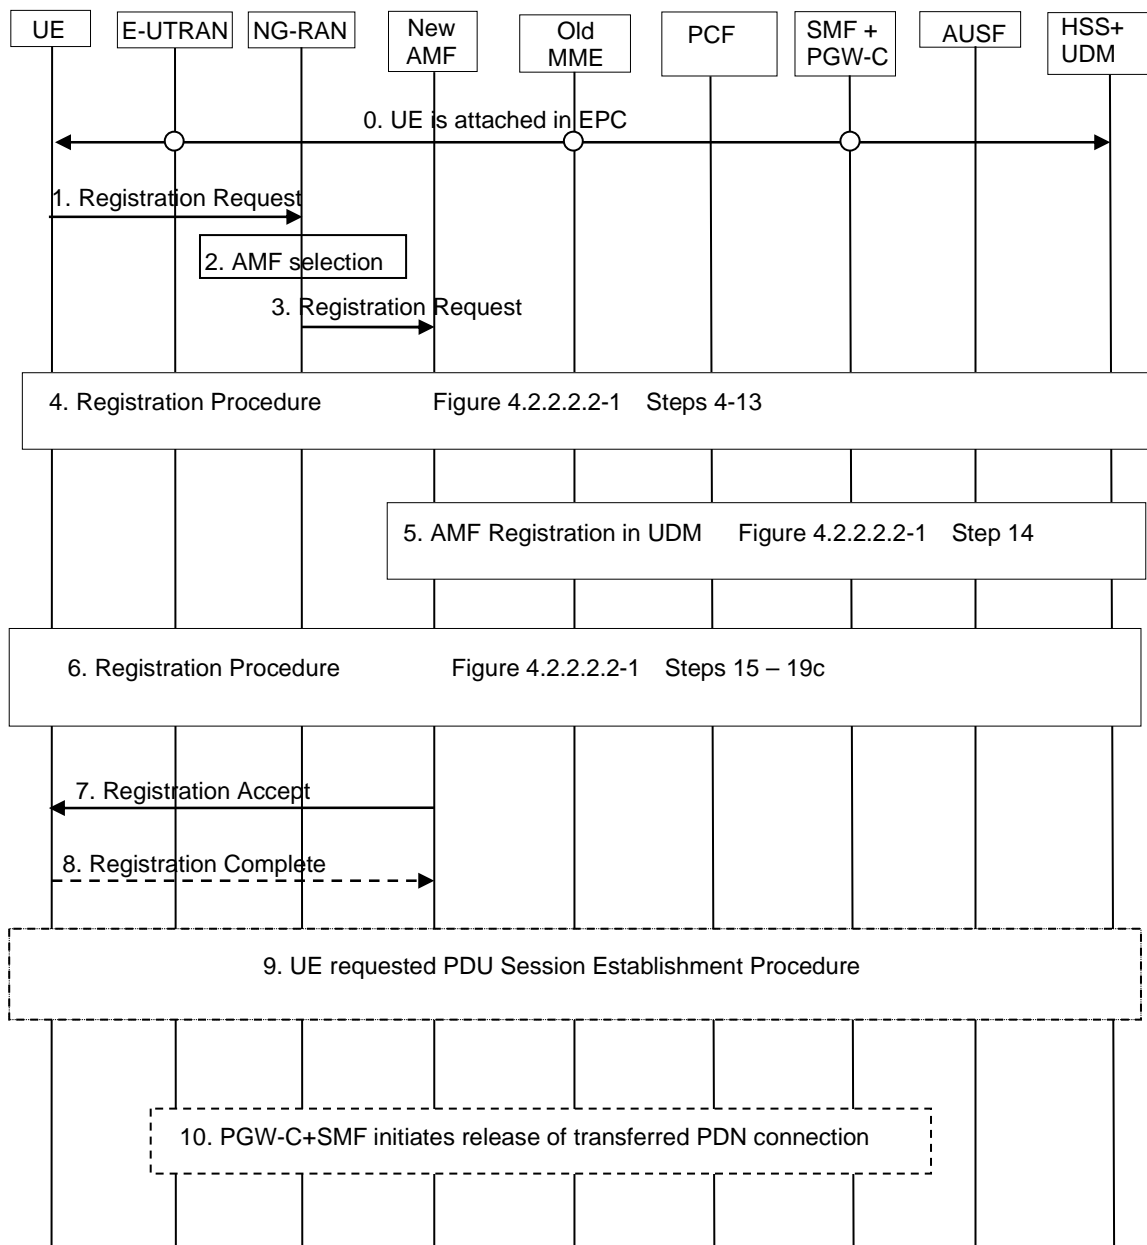 UE
E-UTRAN
NG-RAN
New
AMF
Old
MME
PCF
SMF +
PGW-C
AUSF
HSS+
UDM
0. UE is attached in EPC
1. Registration Request
2. AMF selection
3. Registration Request
4. Registration Procedure Figure 4.2.2.2.2-1 Steps 4-13
5. AMF Registration in UDM Figure 4.2.2.2.2-1 Step 14
6. Registration Procedure Figure 4.2.2.2.2-1 Steps 15 – 19c
7. Registration Accept
8. Registration Complete
9. UE requested PDU Session Establishment Procedure
10. PGW-C+SMF initiates release of transferred PDN connection